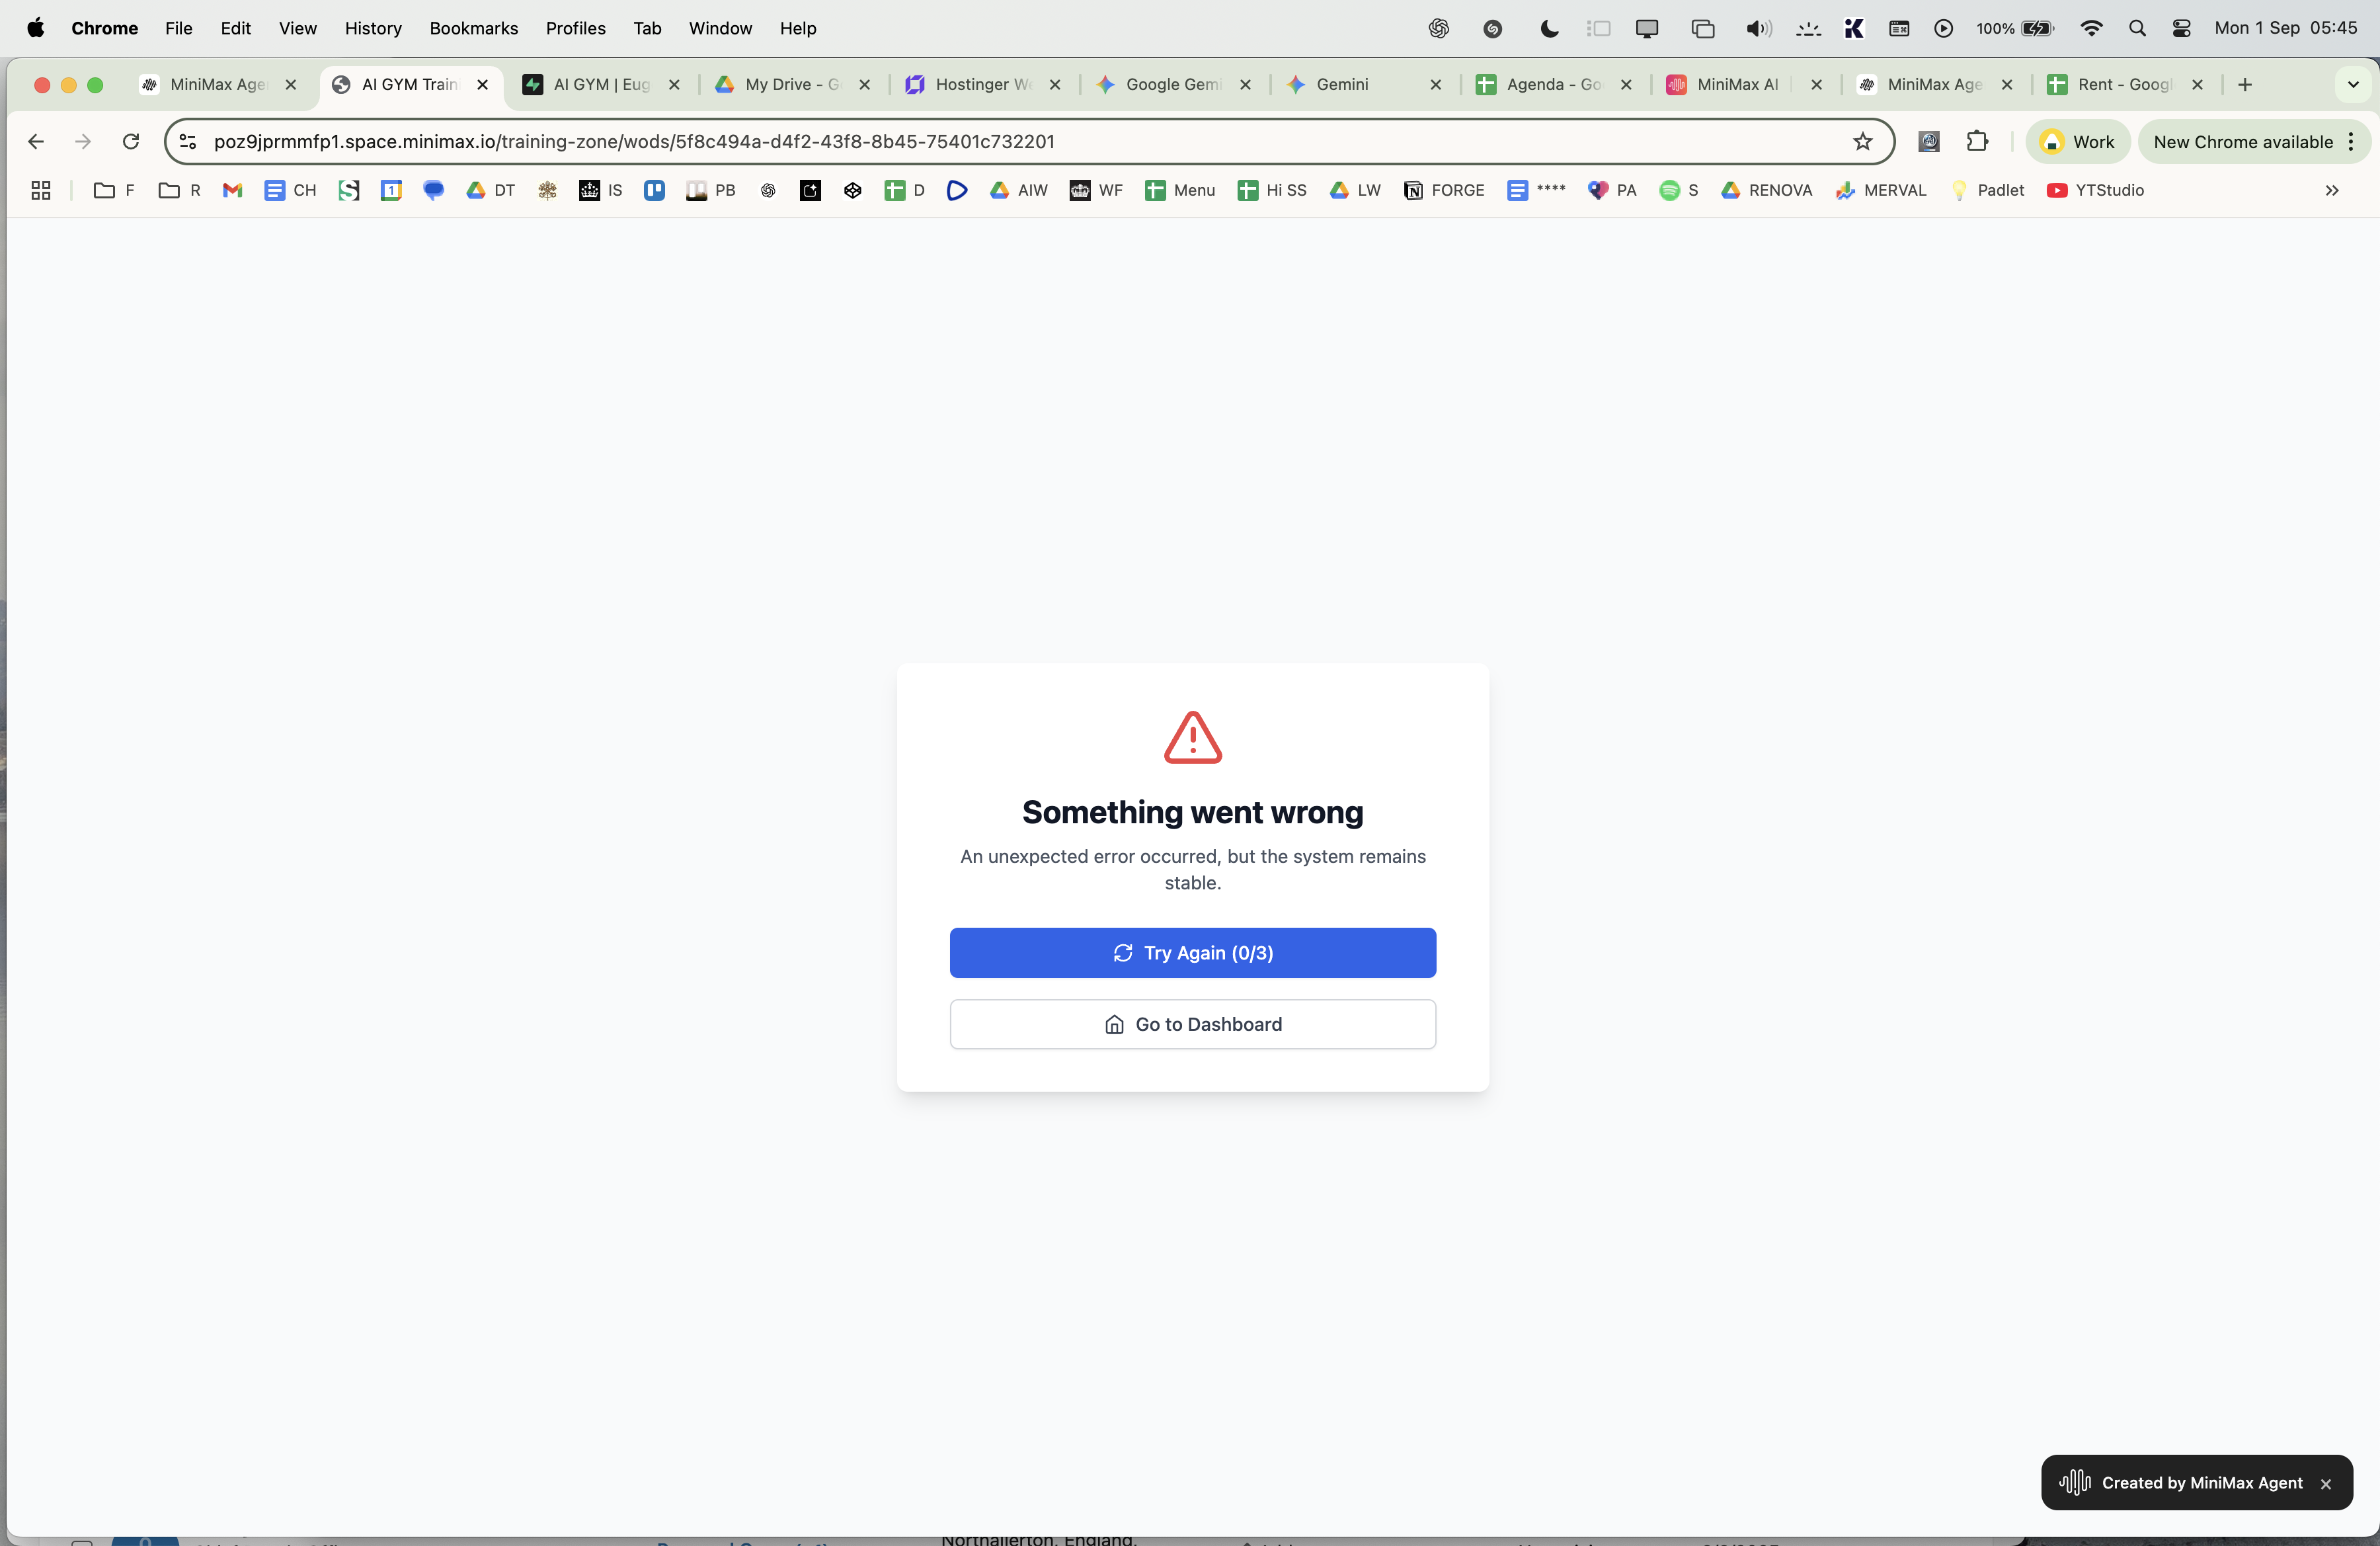 Chrome File Edit View History Bookmarks Profiles Tab Window Help 100% Mon 1 Sep 05:45
MiniMax Age AI GYM Train AI GYM | Eug My Drive - G Hostinger We Google Gemi Gemini Agenda - Go MiniMax AI MiniMax Age Rent - Googl
poz9jprmmfp1.space.minimax.io/training-zone/wods/5f8c494a-d4f2-43f8-8b45-75401c732201 Work New Chrome available
F R CH 1 DT IS PB D AIW WF Menu Hi SS LW FORGE **** PA S RENOVA MERVAL Padlet YTStudio
Something went wrong
An unexpected error occurred, but the system remains
stable.
Try Again (0/3)
Go to Dashboard
Created by MiniMax Agent
Northallerton, England,